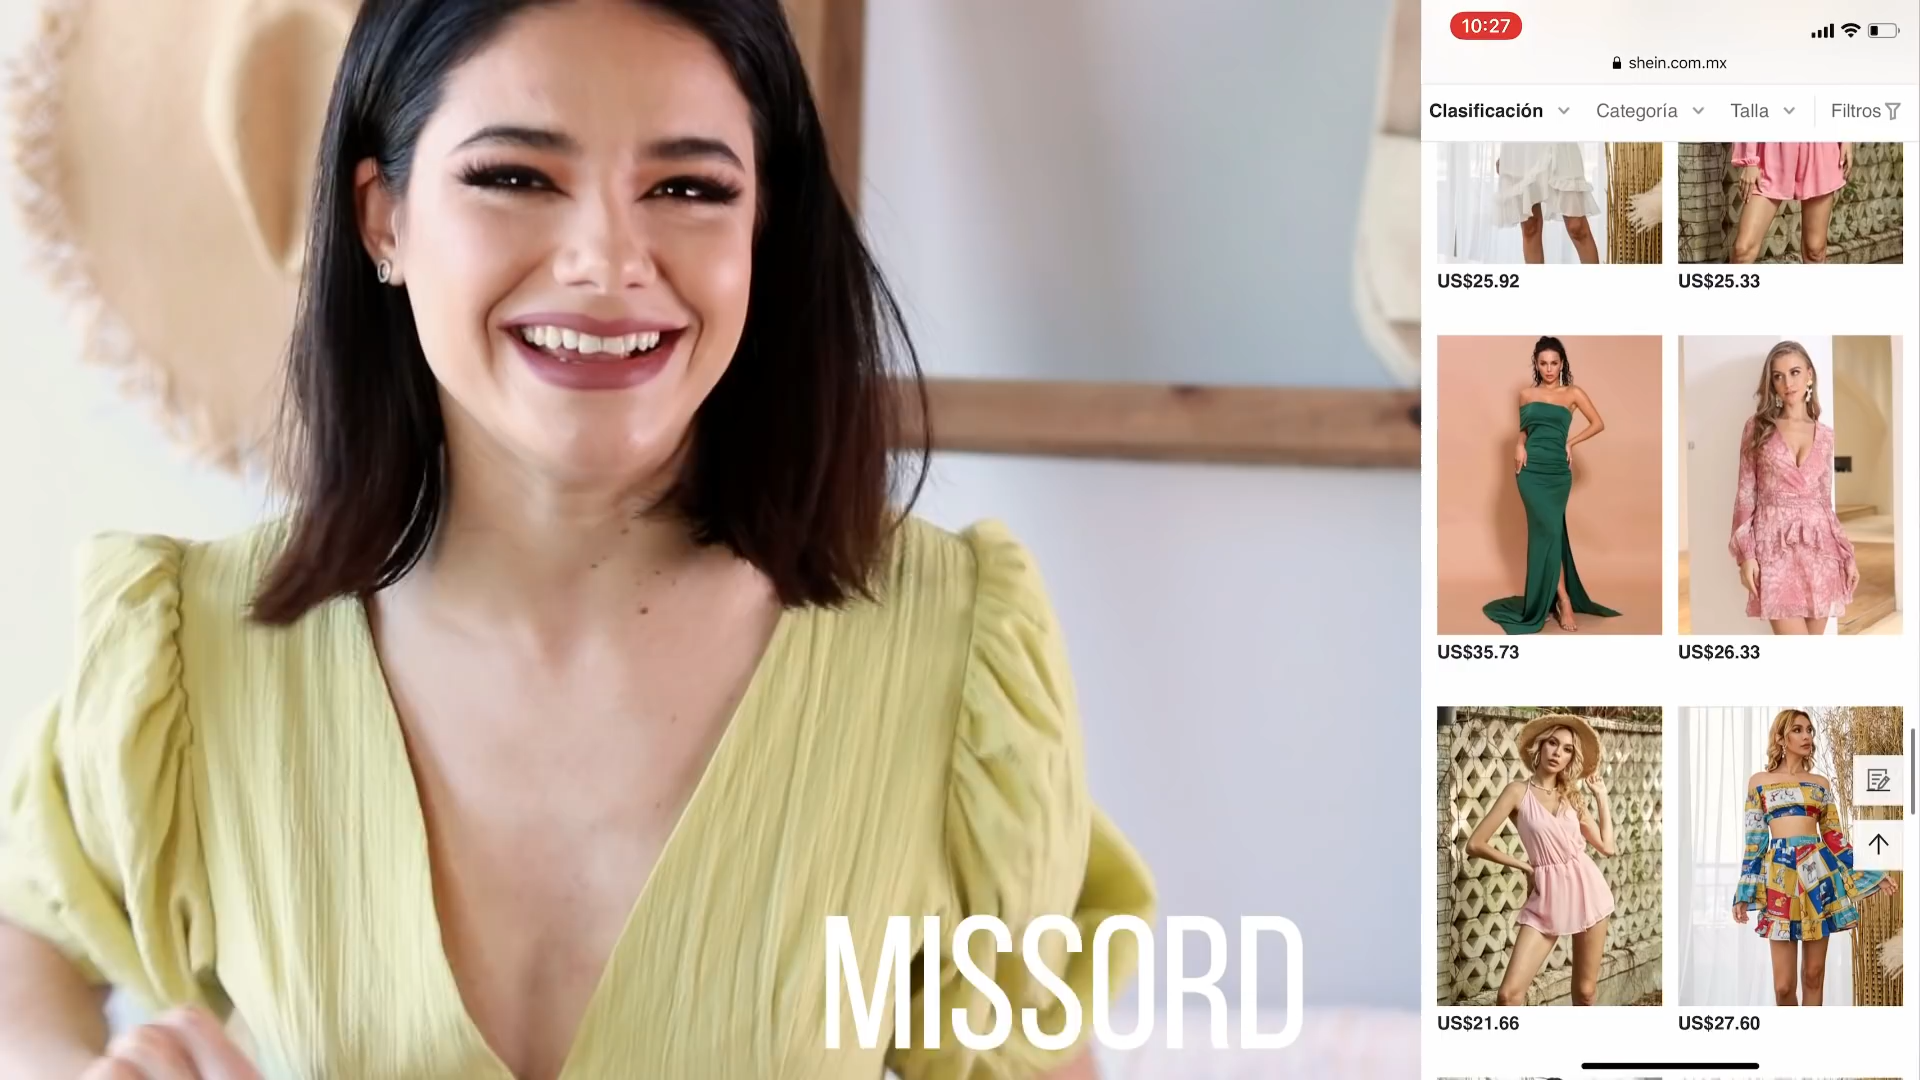 MISSORD
10:27
shein.com.mx
Clasificación Categoría Talla Filtros
US$25.92 US$25.33
US$35.73 US$26.33
US$21.66 US$27.60